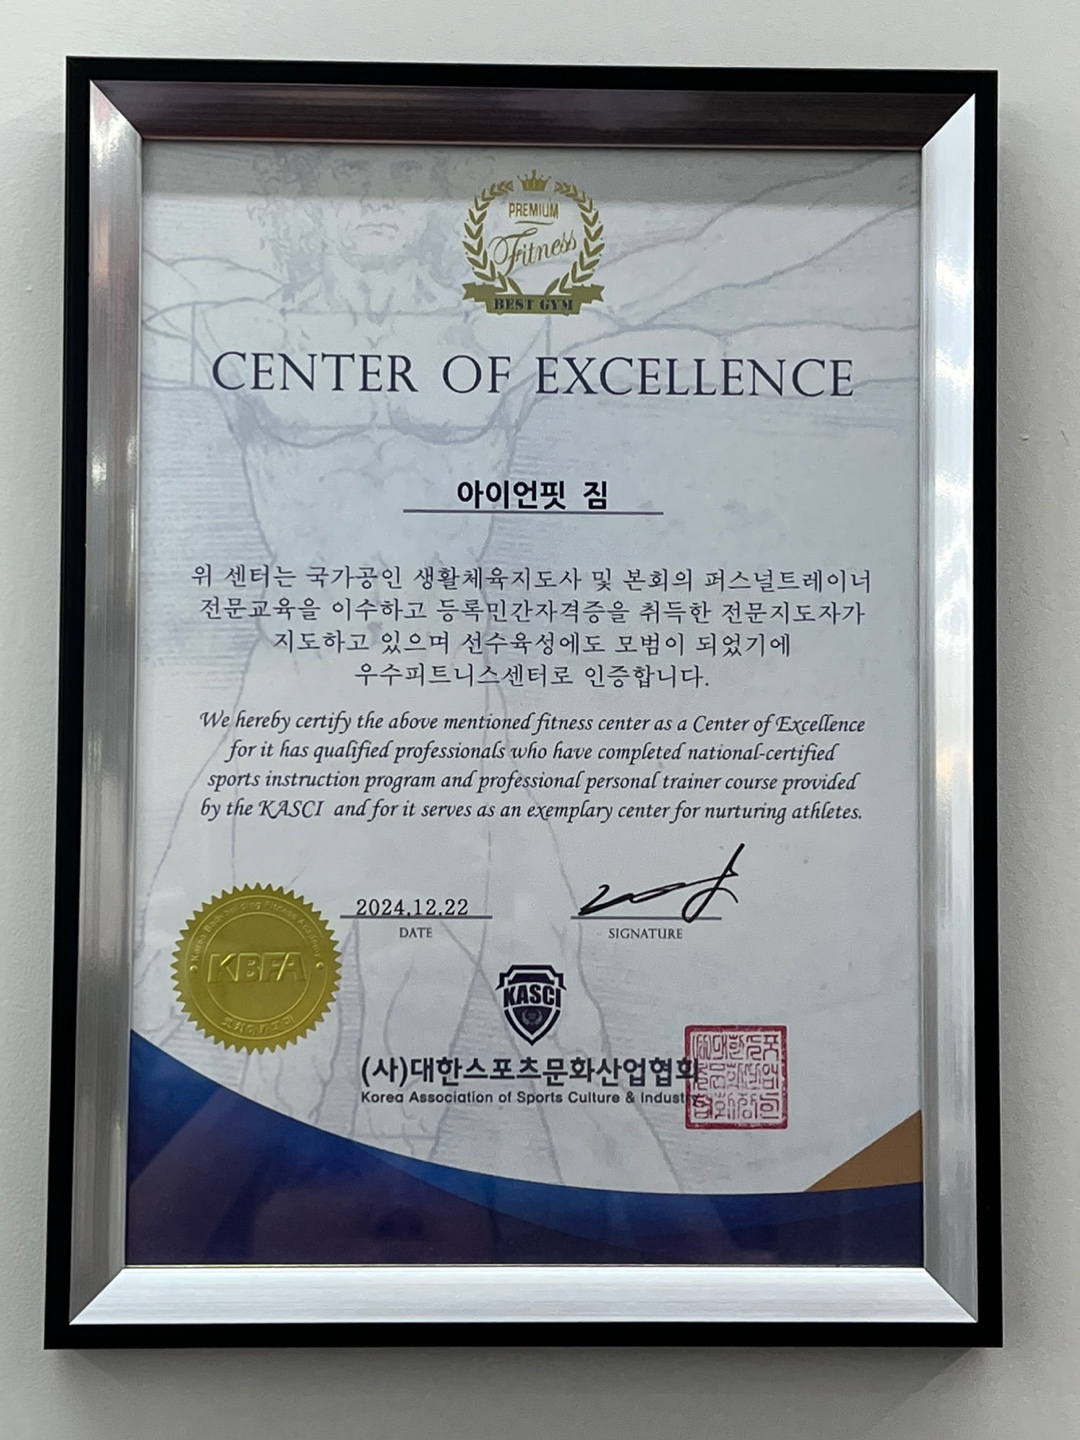 PREMIUM
Fitness
BEST GYM
CENTER OF EXCELLENCE
아이언핏 짐
위 센터는 국가공인 생활체육지도사 및 본회의 퍼스널트레이너
전문교육을 이수하고 등록민간자격증을 취득한 전문지도자가
지도하고 있으며 선수육성에도 모범이 되었기에
우수피트니스센터로 인증합니다.
We hereby certify the above mentioned fitness center as a Center of Excellence
for it has qualified professionals who have completed national-certified
sports instruction program and professional personal trainer course provided
by the KASCI and for it serves as an exemplary center for nurturing athletes.
2024.12.22
DATE
SIGNATURE
Korea Bodybuilding Fitness Academy
KBFA
KASCI
(사)대한스포츠문화산업협회
Korea Association of Sports Culture & Industry